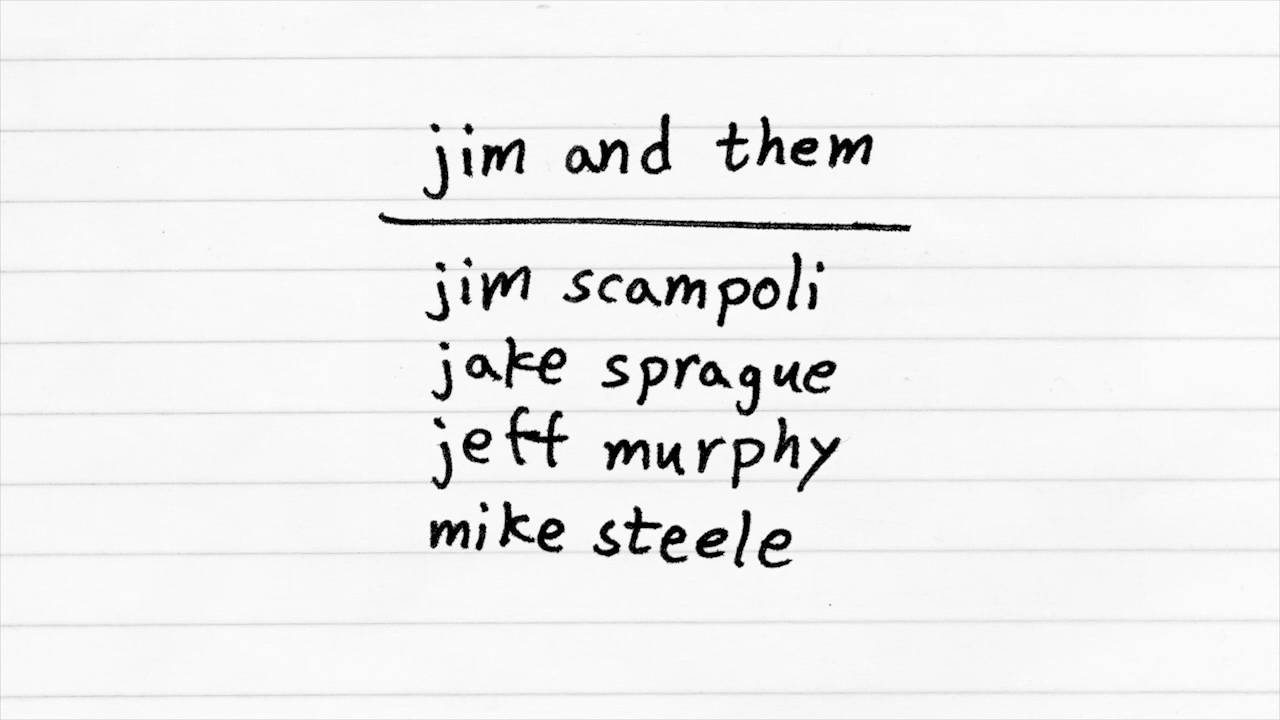 jim and them
jim scampoli
jake sprague
jeff murphy
mike steele